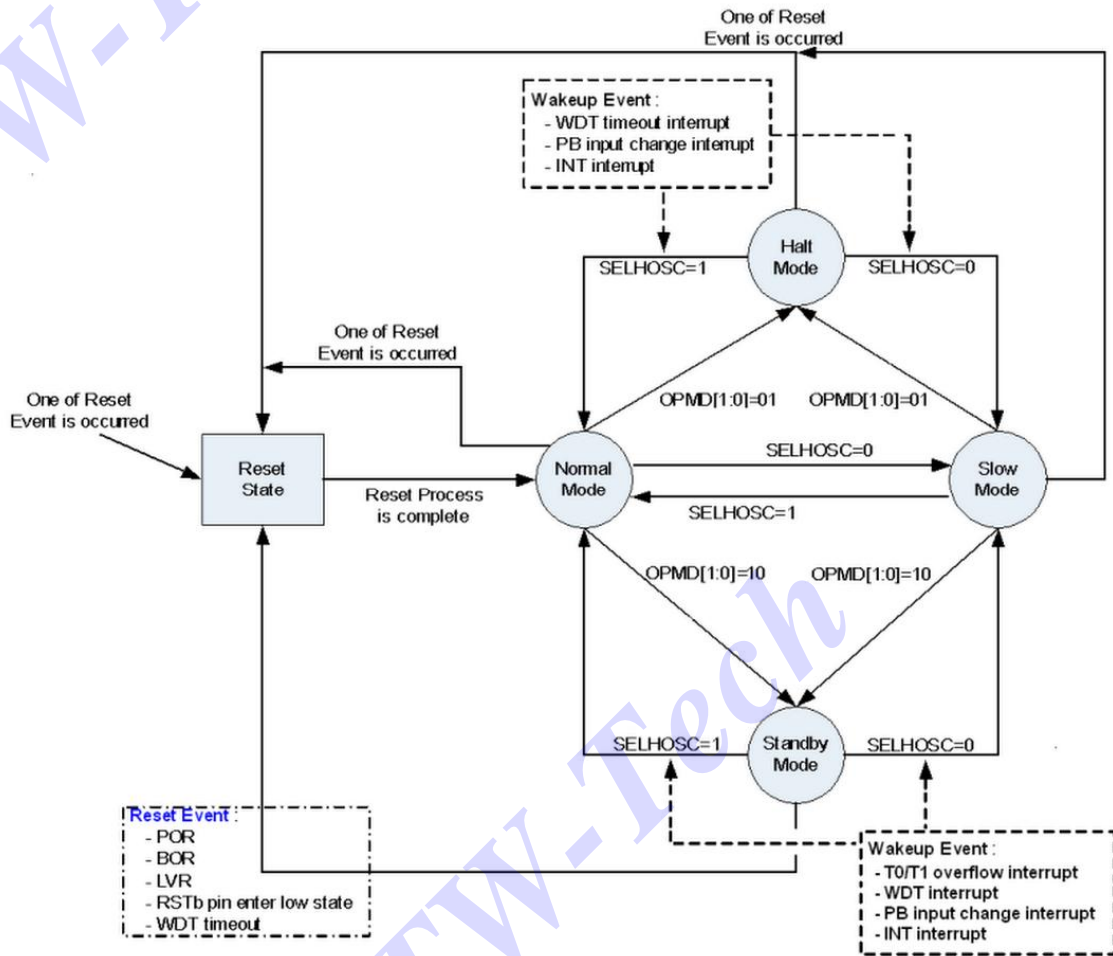 One of Reset
Event is occurred
Wakeup Event :
- WDT timeout interrupt
- PB input change interrupt
- INT interrupt
Halt
Mode
SELHOSC=1
SELHOSC=0
One of Reset
Event is occurred
OPMD[1:0]=01
OPMD[1:0]=01
One of Reset
Event is occurred
Reset
State
Reset Process
is complete
Normal
Mode
SELHOSC=0
SELHOSC=1
Slow
Mode
OPMD[1:0]=10
OPMD[1:0]=10
SELHOSC=1
Standby
Mode
SELHOSC=0
Reset Event :
- POR
- BOR
- LVR
- RSTb pin enter low state
- WDT timeout
Wakeup Event :
- T0/T1 overflow interrupt
- WDT interrupt
- PB input change interrupt
- INT interrupt
TW-Tech